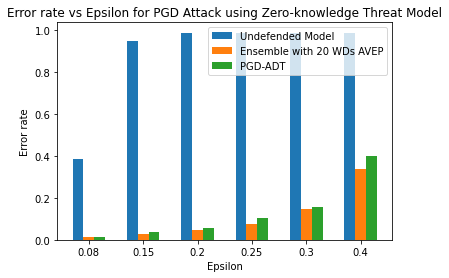 Error rate vs Epsilon for PGD Attack using Zero-knowledge Threat Model
Undefended Model
Ensemble with 20 WDs AVEP
PGD-ADT
1.0
0.8
0.6
0.4
0.2
0.0
Error rate
0.08 0.15 0.2 0.25 0.3 0.4
Epsilon